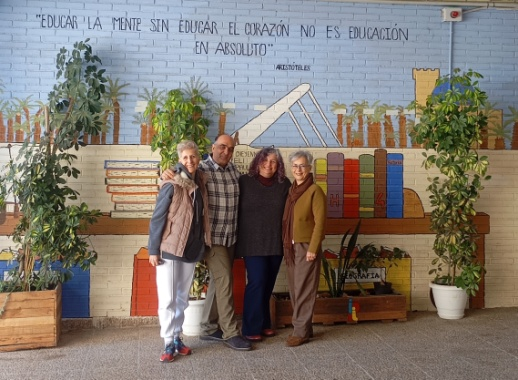 "EDUCAR LA MENTE SIN EDUCAR EL CORAZÓN NO ES EDUCACIÓN
EN ABSOLUTO"
ARISTÓTELES